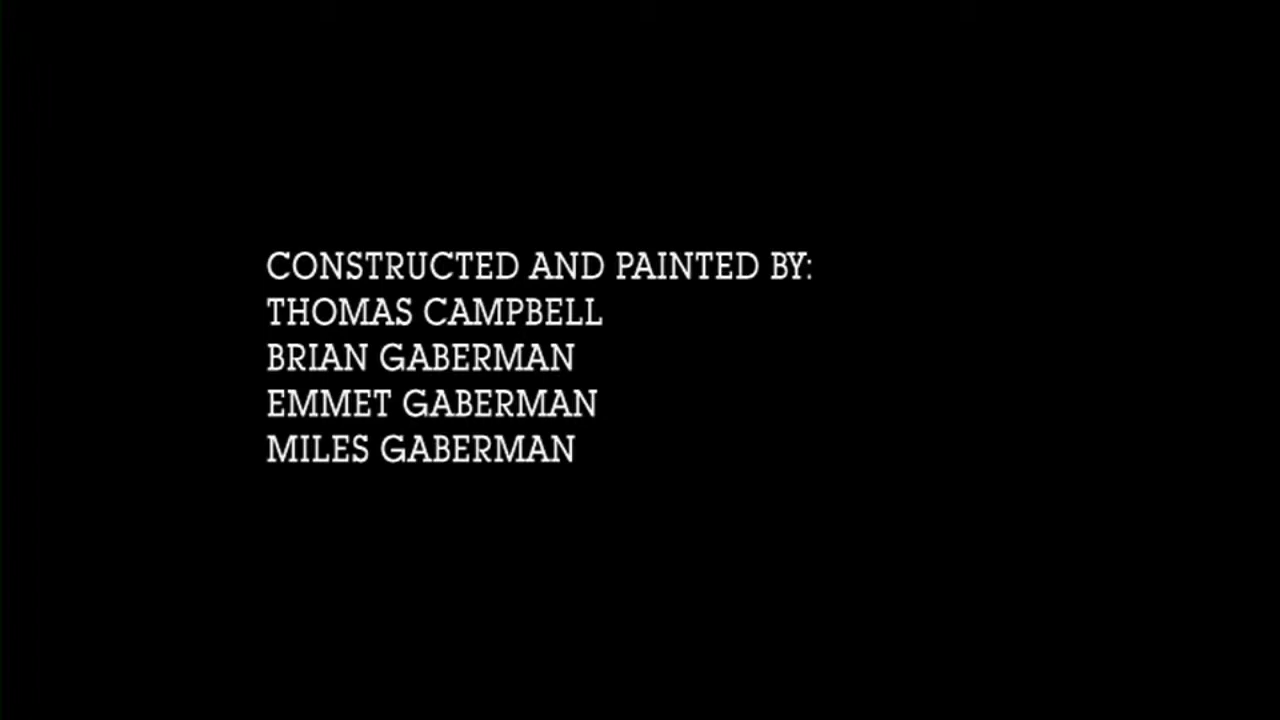 CONSTRUCTED AND PAINTED BY:
THOMAS CAMPBELL
BRIAN GABERMAN
EMMET GABERMAN
MILES GABERMAN